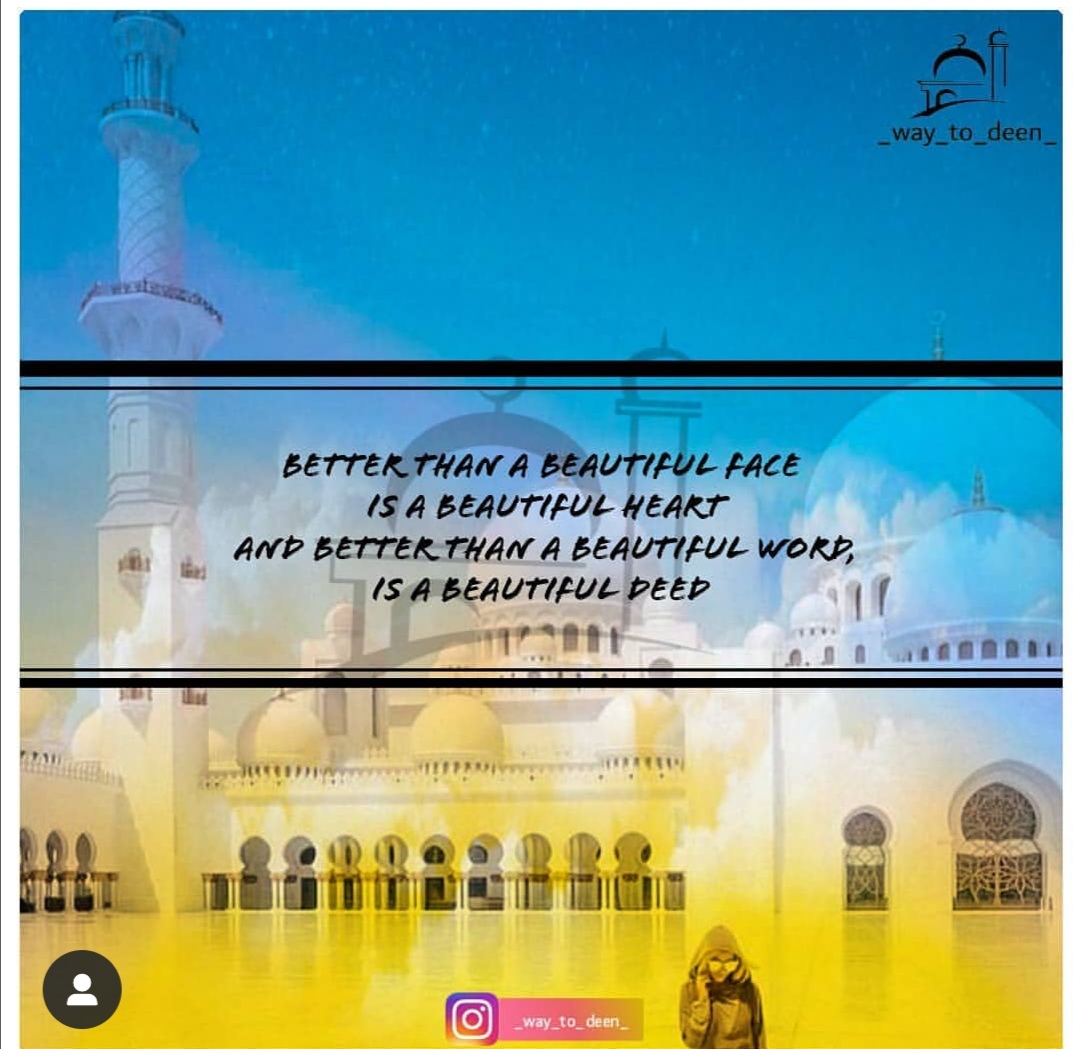 _way_to_deen_
BETTER THAN A BEAUTIFUL FACE
IS A BEAUTIFUL HEART
AND BETTER THAN A BEAUTIFUL WORD,
IS A BEAUTIFUL DEED
_way_to_deen_